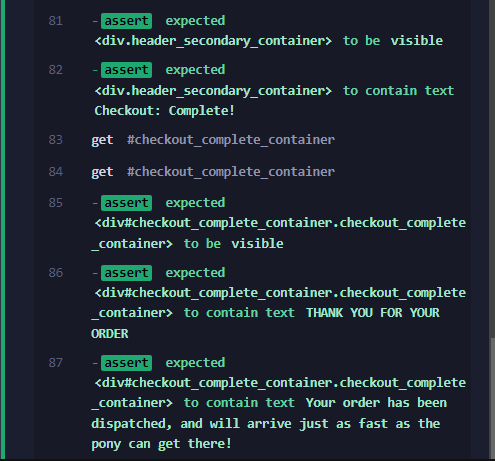 81 -assert expected
<div.header_secondary_container> to be visible
82 -assert expected
<div.header_secondary_container> to contain text
Checkout: Complete!
83 get #checkout_complete_container
84 get #checkout_complete_container
85 -assert expected
<div#checkout_complete_container.checkout_complete
_container> to be visible
86 -assert expected
<div#checkout_complete_container.checkout_complete
_container> to contain text THANK YOU FOR YOUR
ORDER
87 -assert expected
<div#checkout_complete_container.checkout_complete
_container> to contain text Your order has been
dispatched, and will arrive just as fast as the
pony can get there!